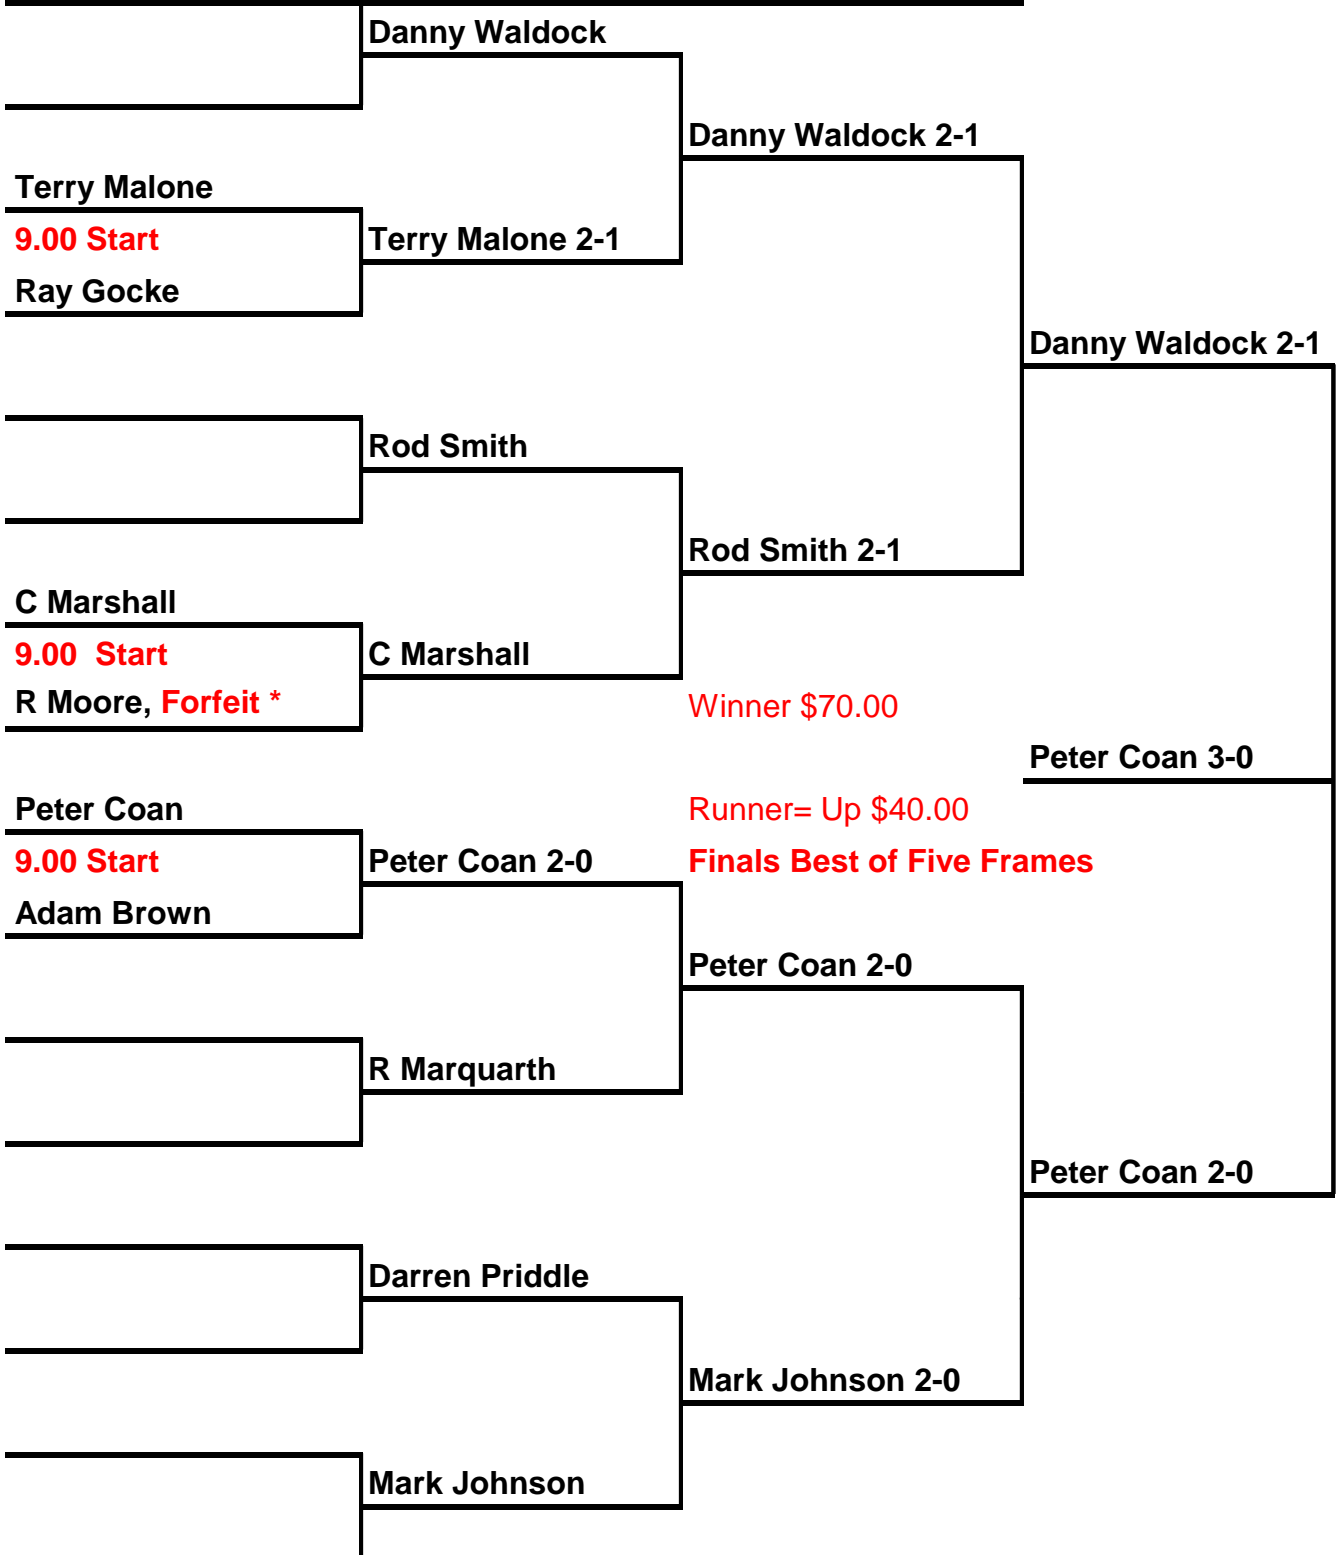 Danny Waldock
Danny Waldock 2-1
Terry Malone
9.00 Start
Terry Malone 2-1
Ray Gocke
Danny Waldock 2-1
Rod Smith
Rod Smith 2-1
C Marshall
9.00  Start
C Marshall
R Moore, Forfeit *
Winner $70.00
Peter Coan 3-0
Peter Coan
Runner= Up $40.00
9.00 Start
Peter Coan 2-0
Finals Best of Five Frames
Adam Brown
Peter Coan 2-0
R Marquarth
Peter Coan 2-0
Darren Priddle
Mark Johnson 2-0
Mark Johnson